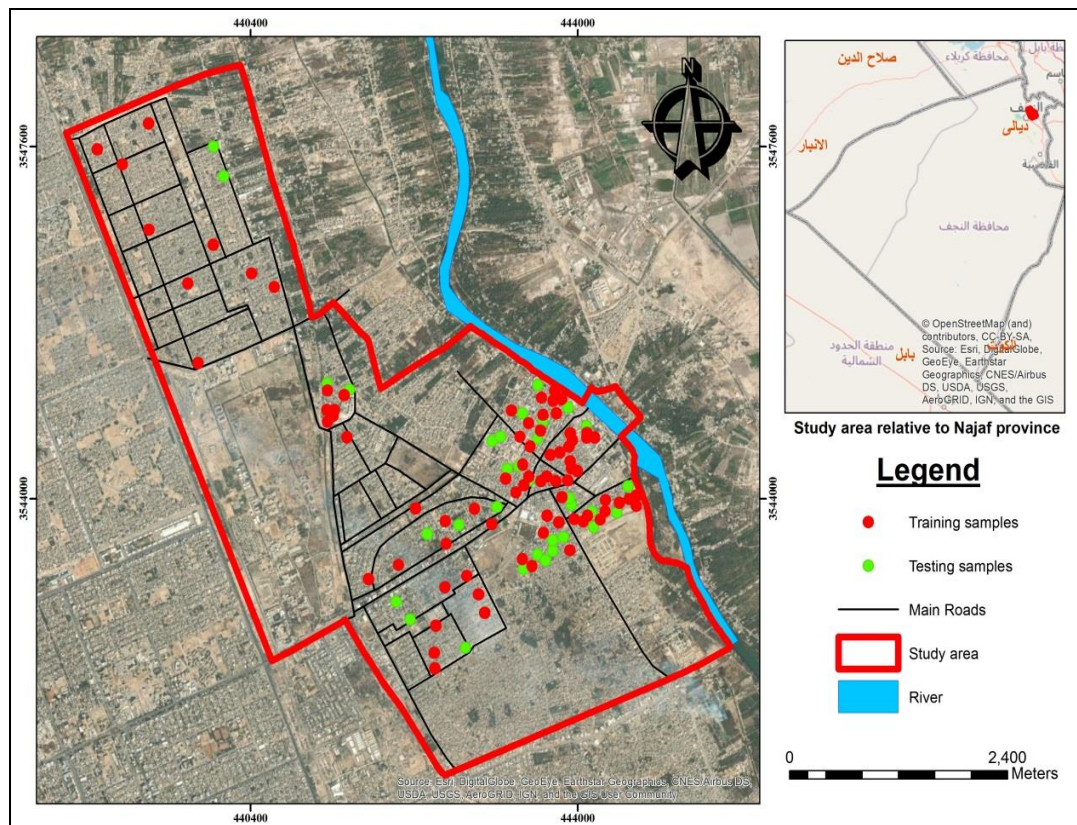 440400
444000
3547600
3544000
N
3547600
3544000
Source: Esri, DigitalGlobe, GeoEye, Earthstar Geographics, CNES/Airbus DS,
USDA, USGS, AeroGRID, IGN, and the GIS User Community
440400
444000
صلاح الدين
محافظة كربلاء
ديالى
الانبار
محافظة النجف
منطقة الحدود
الشمالية
بابل
© OpenStreetMap (and)
contributors, CC-BY-SA,
Source: Esri, DigitalGlobe,
GeoEye, Earthstar
Geographics, CNES/Airbus
DS, USDA, USGS,
AeroGRID, IGN, and the GIS
Study area relative to Najaf province
Legend
Training samples
Testing samples
Main Roads
Study area
River
0 2,400
Meters